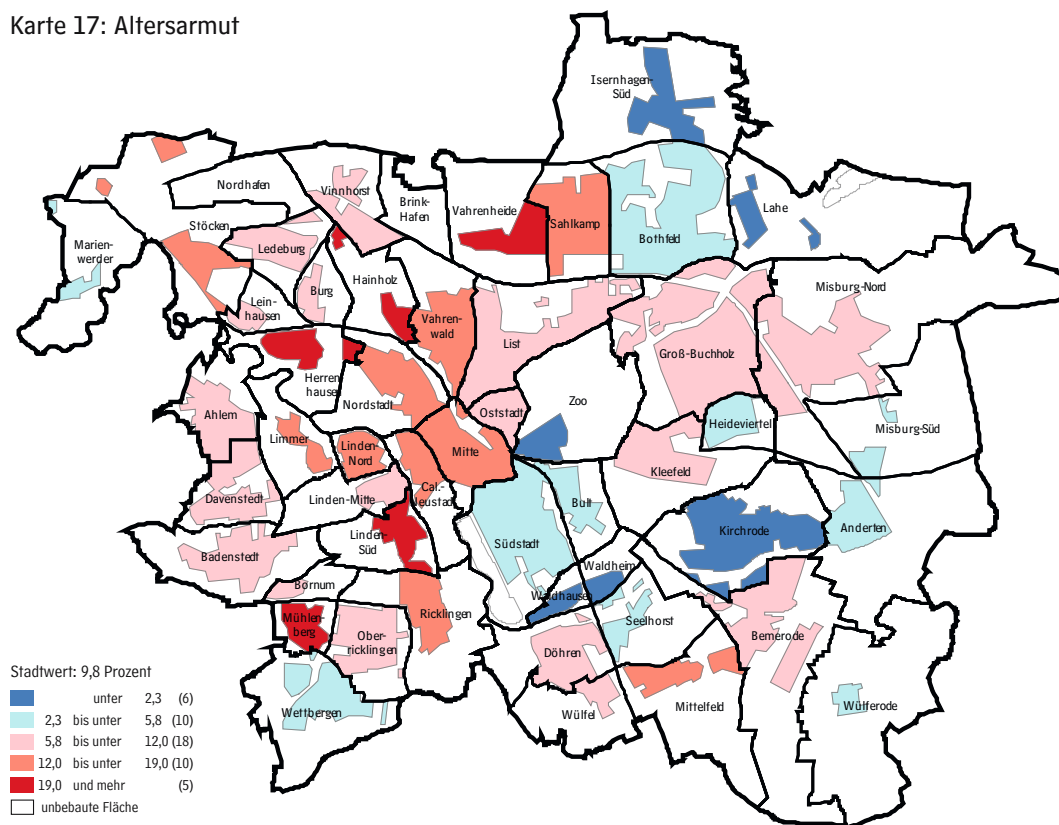 Karte 17: Altersarmut
Isernhagen-
Süd
Nordhafen
Vinnhorst
Brink-
Hafen
Vahrenheide
Sahlkamp
Bothfeld
Lahe
Marien-
werder
Stöcken
Ledeburg
Burg
Hainholz
Lein-
hausen
Vahren-
wald
List
Misburg-Nord
Groß-Buchholz
Herren
hausen
Nordstadt
Oststadt
Zoo
Heideviertel
Misburg-Süd
Ahlem
Limmer
Linden-
Nord
Mitte
Kleefeld
Davenstedt
Linden-Mitte
Cal.-
Neustadt
Bult
Kirchrode
Anderten
Linden-
Süd
Südstadt
Badenstedt
Bornum
Waldheim
Waldhausen
Mühlen-
berg
Ober-
ricklingen
Ricklingen
Seelhorst
Bemerode
Döhren
Wettbergen
Wülfel
Mittelfeld
Wülferode
Stadtwert: 9,8 Prozent
unter 2,3 (6)
2,3 bis unter 5,8 (10)
5,8 bis unter 12,0 (18)
12,0 bis unter 19,0 (10)
19,0 und mehr (5)
unbebaute Fläche